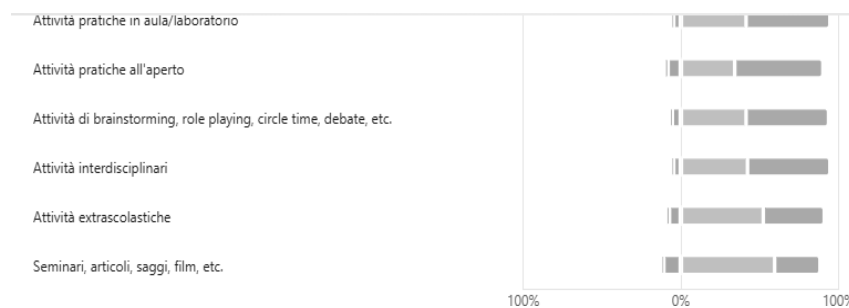 Attività pratiche in aula/laboratorio
Attività pratiche all'aperto
Attività di brainstorming, role playing, circle time, debate, etc.
Attività interdisciplinari
Attività extrascolastiche
Seminari, articoli, saggi, film, etc.
100% 0% 100%